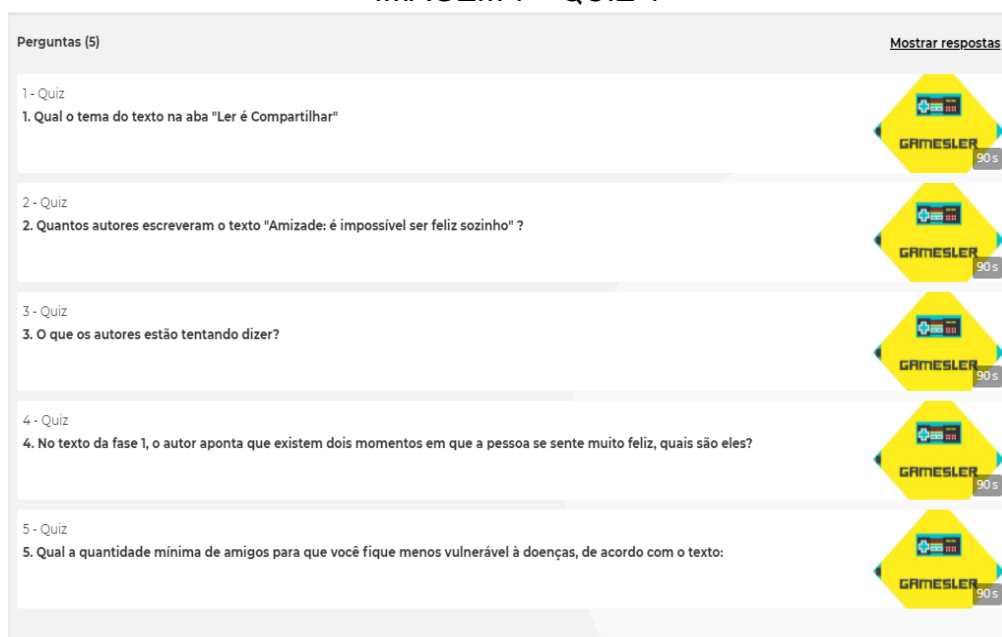 Perguntas (5)
Mostrar respostas
1 - Quiz
1. Qual o tema do texto na aba "Ler é Compartilhar"
GAMESLER
90 s
2 - Quiz
2. Quantos autores escreveram o texto "Amizade: é impossível ser feliz sozinho" ?
GAMESLER
90 s
3 - Quiz
3. O que os autores estão tentando dizer?
GAMESLER
90 s
4 - Quiz
4. No texto da fase 1, o autor aponta que existem dois momentos em que a pessoa se sente muito feliz, quais são eles?
GAMESLER
90 s
5 - Quiz
5. Qual a quantidade mínima de amigos para que você fique menos vulnerável à doenças, de acordo com o texto:
GAMESLER
90 s